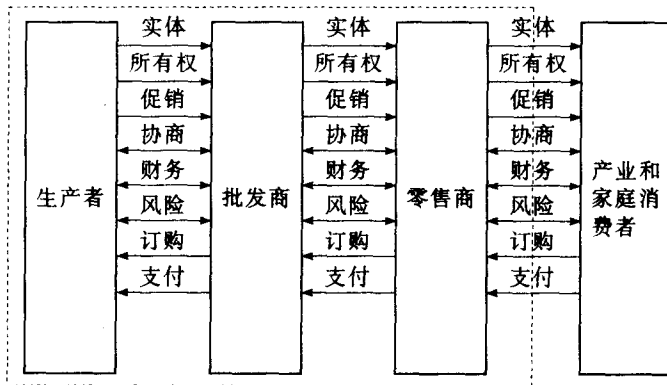 实体 实体 实体
所有权 所有权 所有权
促销 促销 促销
协商 协商 协商
财务 财务 财务
生产者 批发商 零售商 产业和家庭消费者
风险 风险 风险
订购 订购 订购
支付 支付 支付